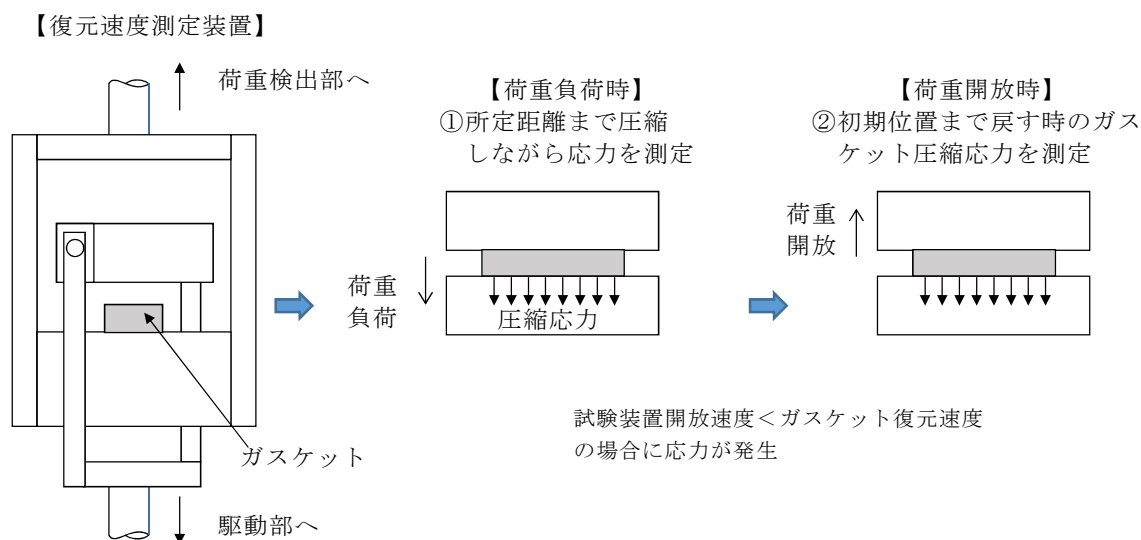 【復元速度測定装置】
荷重検出部へ
ガスケット
駆動部へ
【荷重負荷時】
①所定距離まで圧縮
しながら応力を測定
荷重
負荷
圧縮応力
【荷重開放時】
②初期位置まで戻す時のガス
ケット圧縮応力を測定
荷重
開放
試験装置開放速度＜ガスケット復元速度
の場合に応力が発生